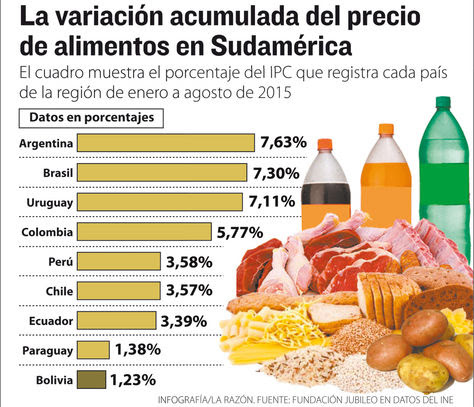 La variación acumulada del precio
de alimentos en Sudamérica
El cuadro muestra el porcentaje del IPC que registra cada país
de la región de enero a agosto de 2015
Datos en porcentajes
Argentina 7,63%
Brasil 7,30%
Uruguay 7,11%
Colombia 5,77%
Perú 3,58%
Chile 3,57%
Ecuador 3,39%
Paraguay 1,38%
Bolivia 1,23%
INFOGRAFÍA/LA RAZÓN. FUENTE: FUNDACIÓN JUBILEO EN DATOS DEL INE